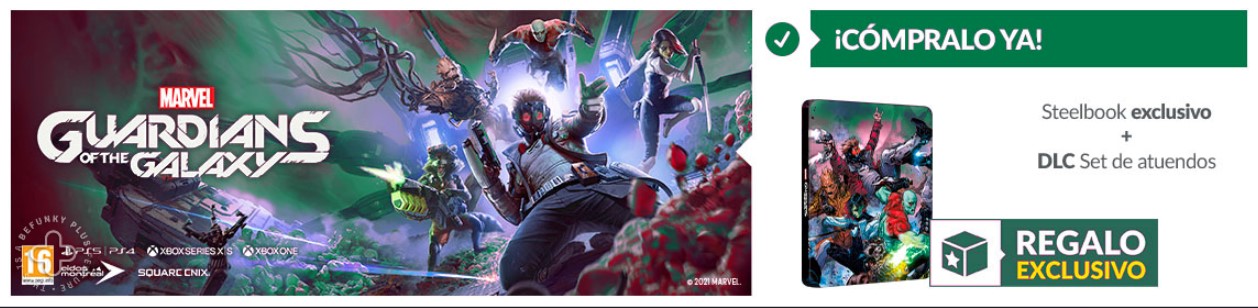 MARVEL
GUARDIANS
OF THE
GALAXY
PS5 | PS4 XBOX SERIES X|S XBOX ONE
16
www.pegi.info
eidos
montréal
SQUARE ENIX.
© 2021 MARVEL.
¡CÓMPRALO YA!
Steelbook exclusivo
+
DLC Set de atuendos
REGALO
EXCLUSIVO